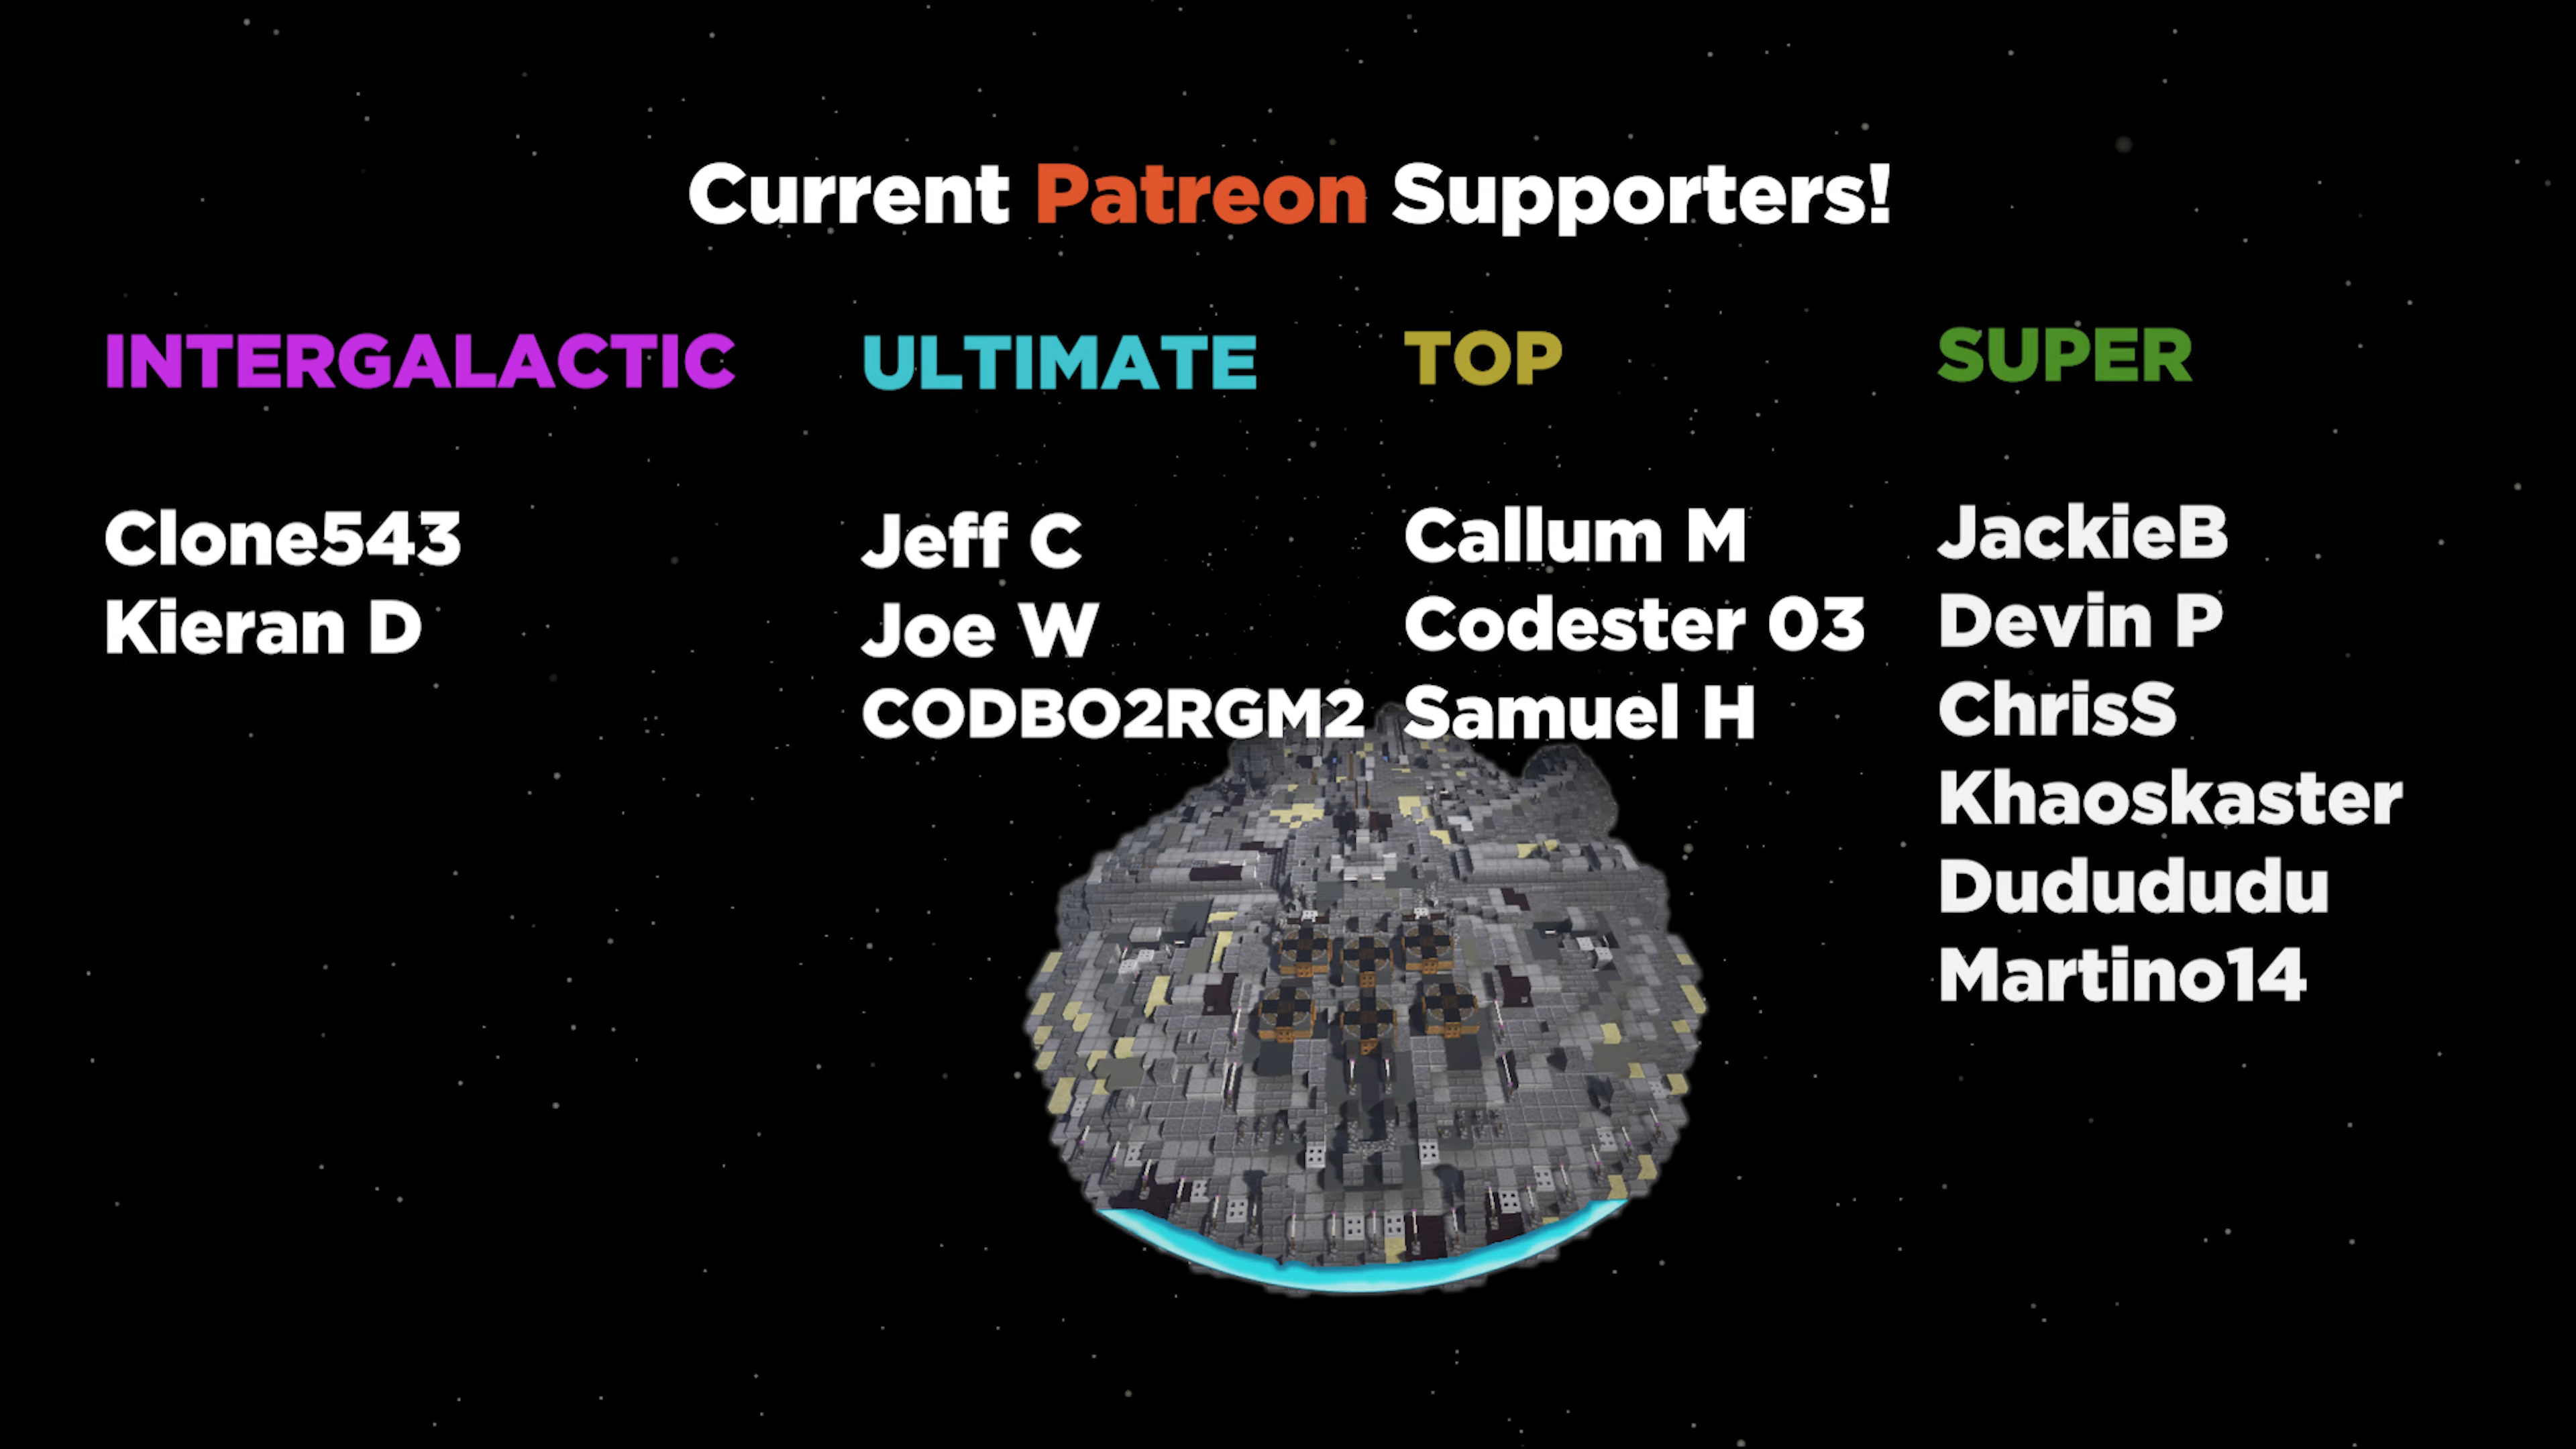 Current Patreon Supporters!
INTERGALACTIC
Clone543
Kieran D
ULTIMATE
Jeff C
Joe W
CODBO2RGM2
TOP
Callum M
Codester 03
Samuel H
SUPER
JackieB
Devin P
ChrisS
Khaoskaster
Dudududu
Martino14